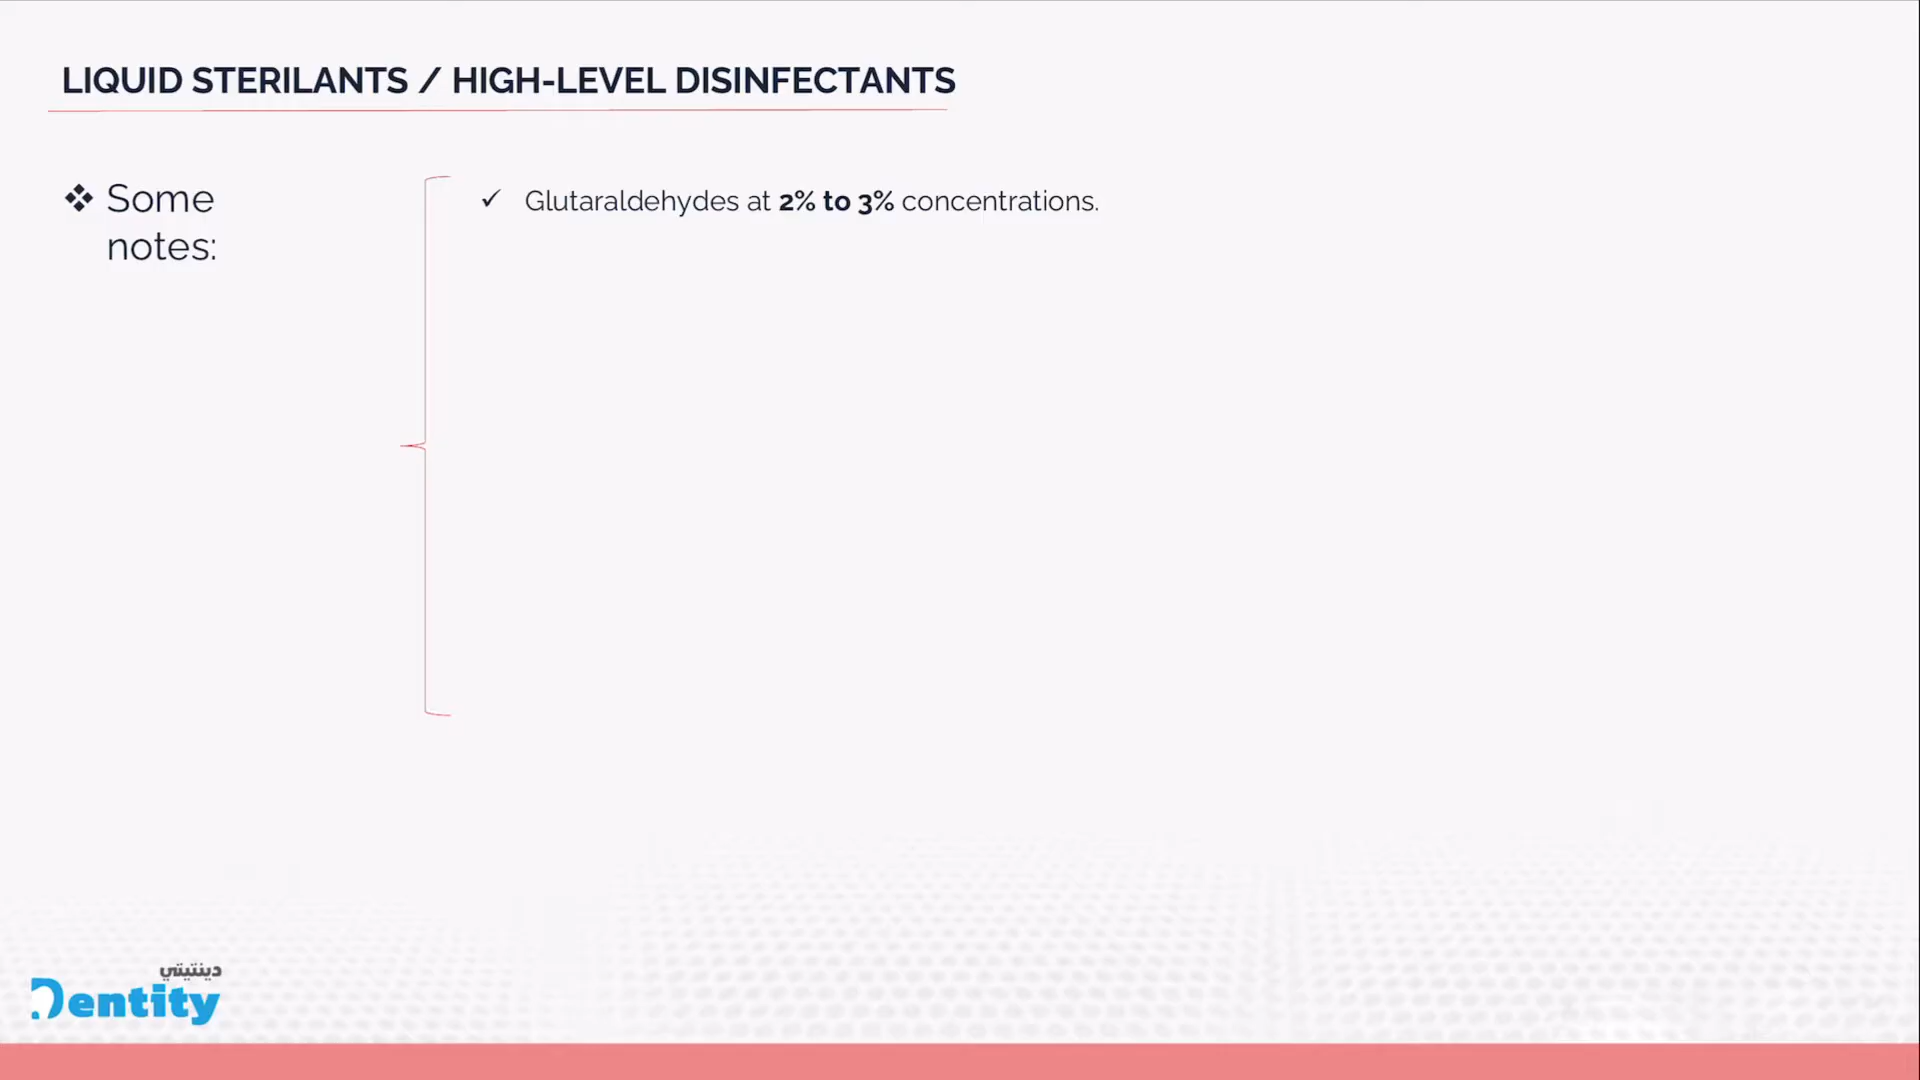 LIQUID STERILANTS / HIGH-LEVEL DISINFECTANTS
❖ Some
notes:
✓ Glutaraldehydes at 2% to 3% concentrations.
دينتيتي
Dentity